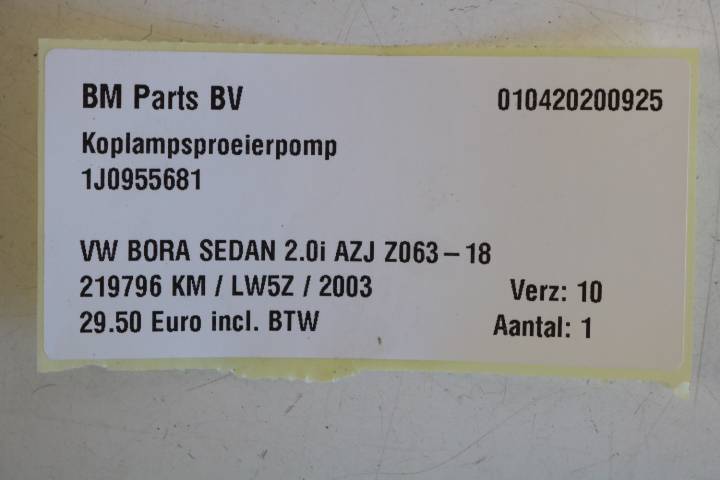 BM Parts BV 010420200925
Koplampsproeierpomp
1J0955681
VW BORA SEDAN 2.0i AZJ Z063-18
219796 KM / LW5Z / 2003 Verz: 10
29.50 Euro incl. BTW Aantal: 1